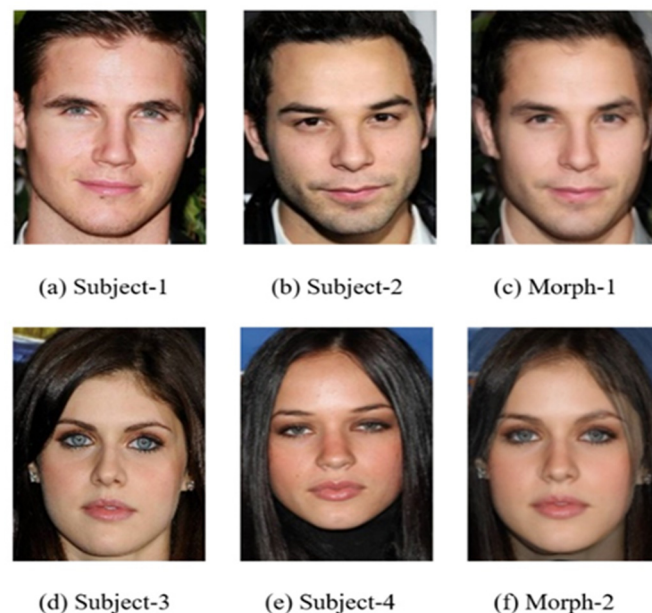 (a) Subject-1
(b) Subject-2
(c) Morph-1
(d) Subject-3
(e) Subject-4
(f) Morph-2